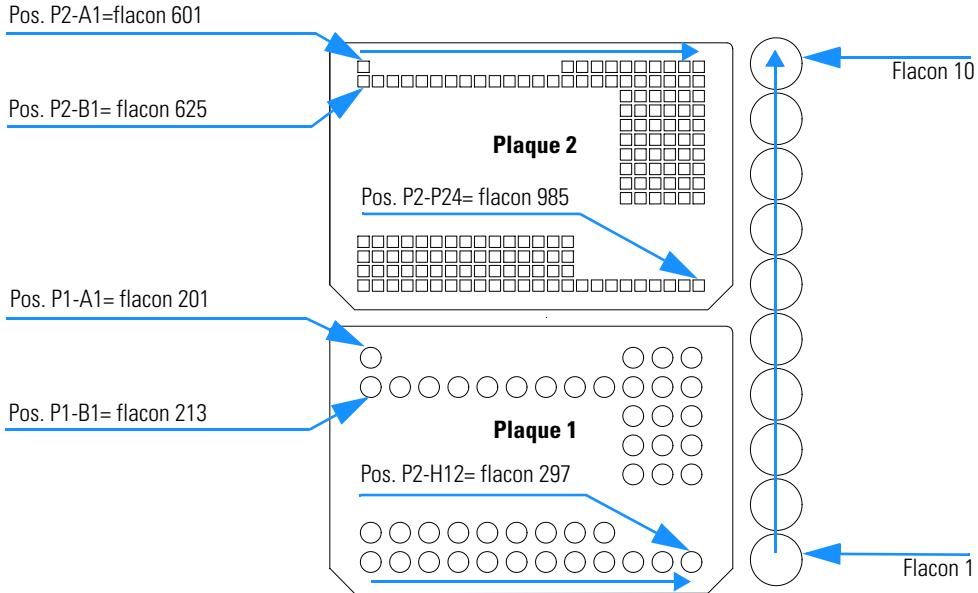 Pos. P2-A1=flacon 601
Flacon 10
Pos. P2-B1= flacon 625
Plaque 2
Pos. P2-P24= flacon 985
Pos. P1-A1= flacon 201
Pos. P1-B1= flacon 213
Plaque 1
Pos. P2-H12= flacon 297
Flacon 1